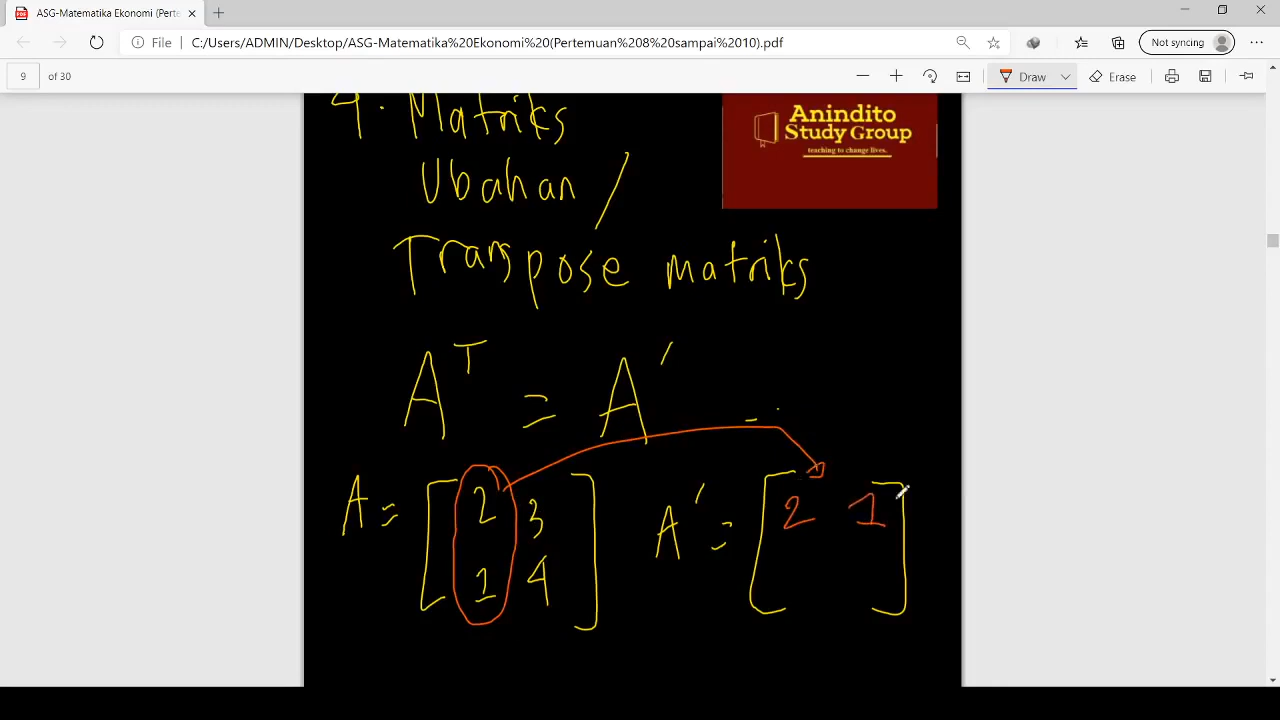 ASG-Matematika Ekonomi (Perte
File C:/Users/ADMIN/Desktop/ASG-Matematika%20Ekonomi%20(Pertemuan%208%20sampai%2010).pdf
Not syncing
9 of 30
Draw
Erase
4. Matriks
Ubahan /
Transpose matriks
Anindito
Study Group
teaching to change lives.
Aᵀ = A′
A = [ 2 3
1 4 ]
A′ = [ 2 1 ]